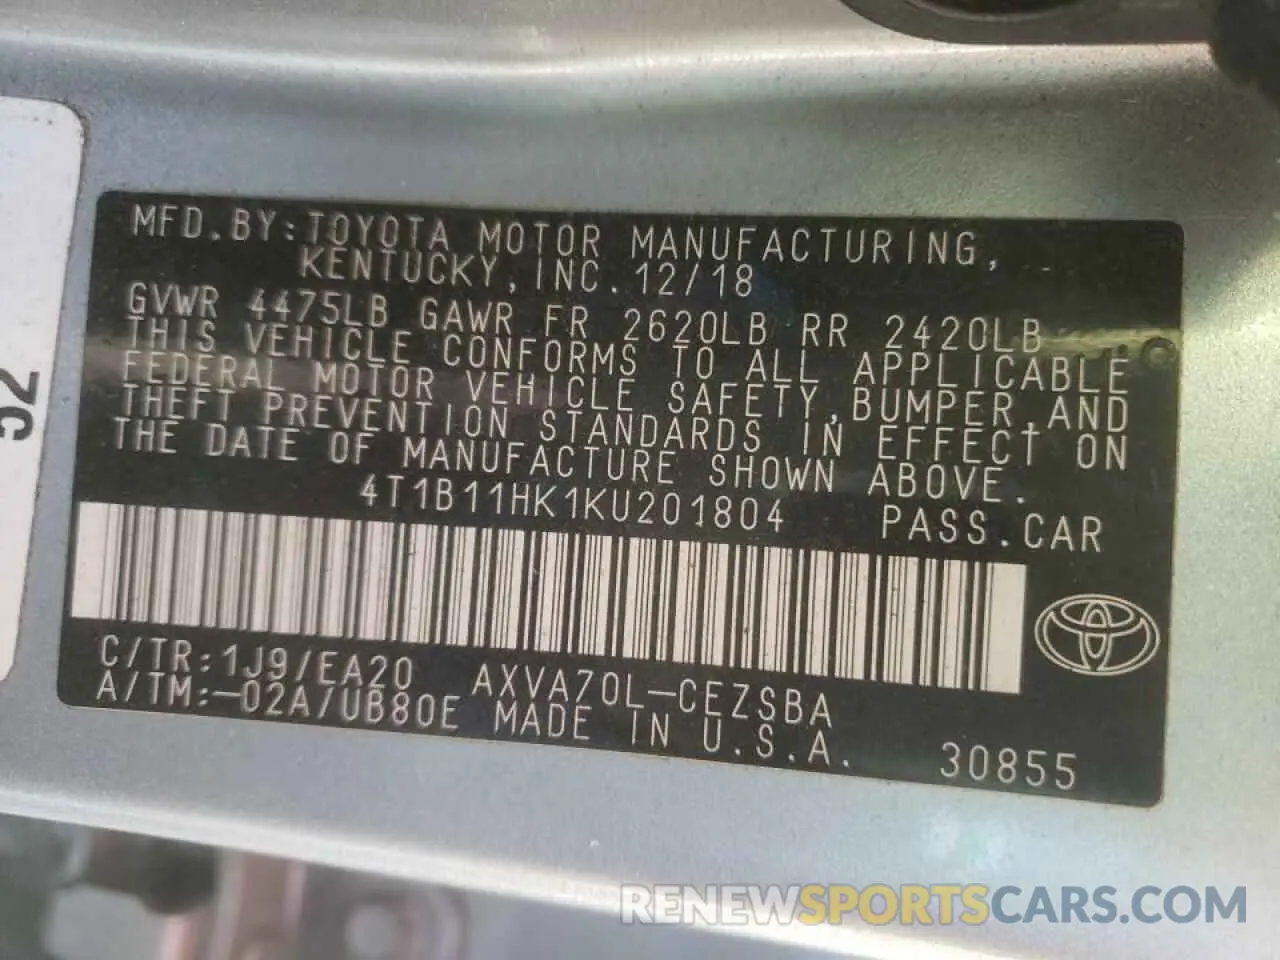 52
MFD.BY:TOYOTA MOTOR MANUFACTURING,
KENTUCKY,INC.12/18
GVWR 4475LB GAWR FR 2620LB RR 2420LB
THIS VEHICLE CONFORMS TO ALL APPLICABLE
FEDERAL MOTOR VEHICLE SAFETY,BUMPER,AND
THEFT PREVENTION STANDARDS IN EFFECT ON
THE DATE OF MANUFACTURE SHOWN ABOVE.
4T1B11HK1KU201804 PASS.CAR
C/TR:1J9/EA20 AXVA70L-CEZSBA
A/TM:-02A/UB80E MADE IN U.S.A. 30855
RENEWSPORTSCARS.COM